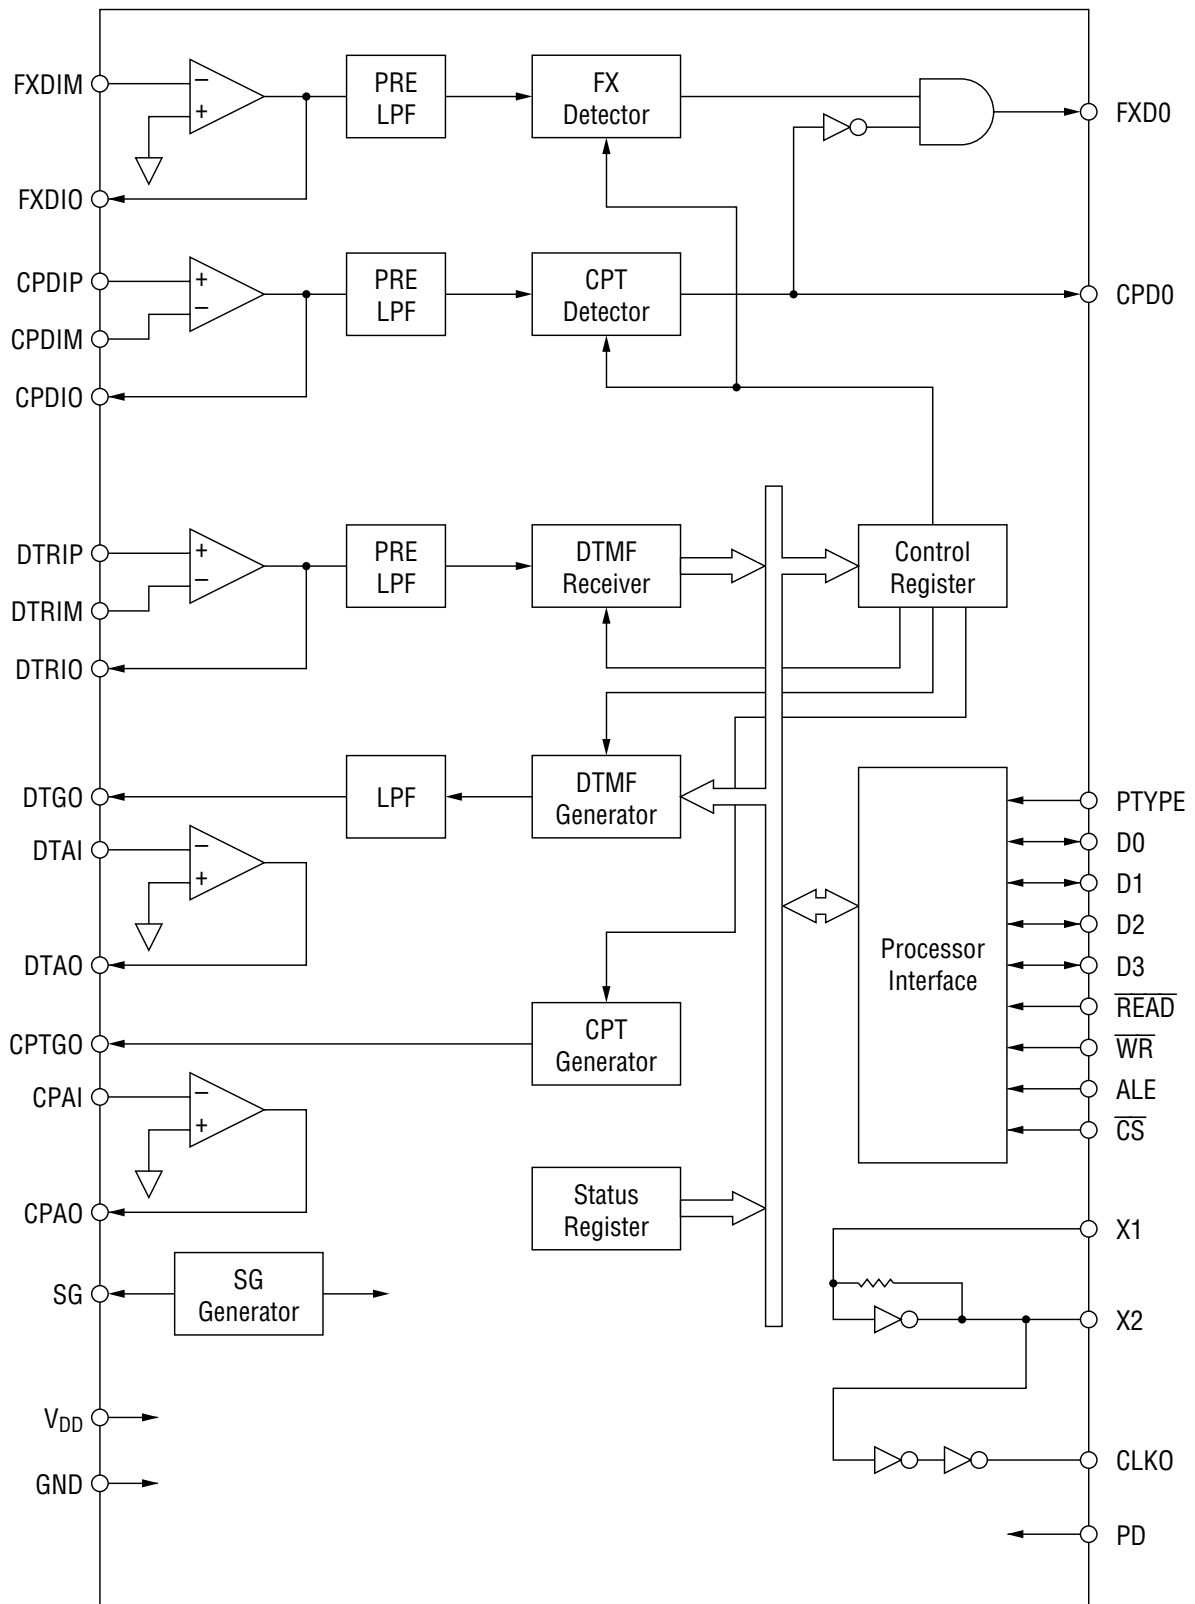 FXDIM
PRE
LPF
FX
Detector
FXD0
FXDIO
CPDIP
PRE
LPF
CPT
Detector
CPD0
CPDIM
CPDIO
DTRIP
PRE
LPF
DTMF
Receiver
Control
Register
DTRIM
DTRIO
DTGO
LPF
DTMF
Generator
PTYPE
D0
D1
D2
D3
READ
WR
ALE
CS
Processor
Interface
DTAI
DTAO
CPTGO
CPT
Generator
CPAI
CPAO
Status
Register
SG
SG
Generator
X1
X2
VDD
GND
CLKO
PD